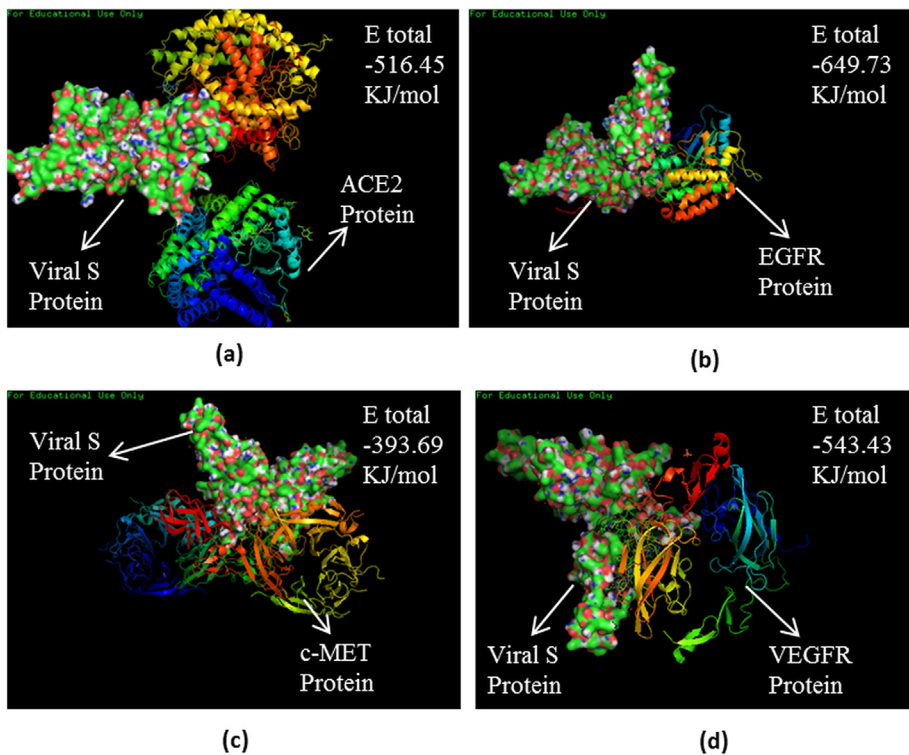 For Educational Use Only
E total
-516.45
KJ/mol
ACE2
Protein
Viral S
Protein
(a)
For Educational Use Only
E total
-649.73
KJ/mol
Viral S
Protein
EGFR
Protein
(b)
For Educational Use Only
Viral S
Protein
E total
-393.69
KJ/mol
c-MET
Protein
(c)
For Educational Use Only
E total
-543.43
KJ/mol
Viral S
Protein
VEGFR
Protein
(d)